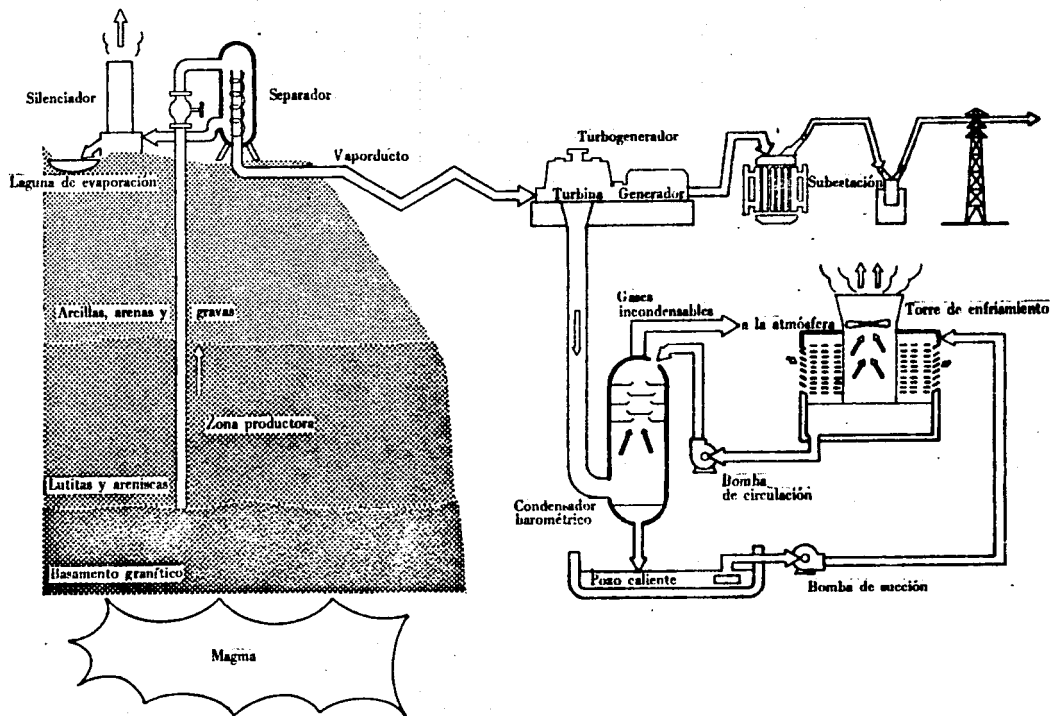 Silenciador
Separador
Laguna de evaporación
Vaporducto
Turbogenerador
Turbina
Generador
Subestación
Arcillas, arenas y gravas
Zona productora
Lutitas y areniscas
Basamento granítico
Magma
Gases
incondensables
a la atmósfera
Torre de enfriamiento
Bomba
de circulación
Condensador
barométrico
Pozo caliente
Bomba de succión